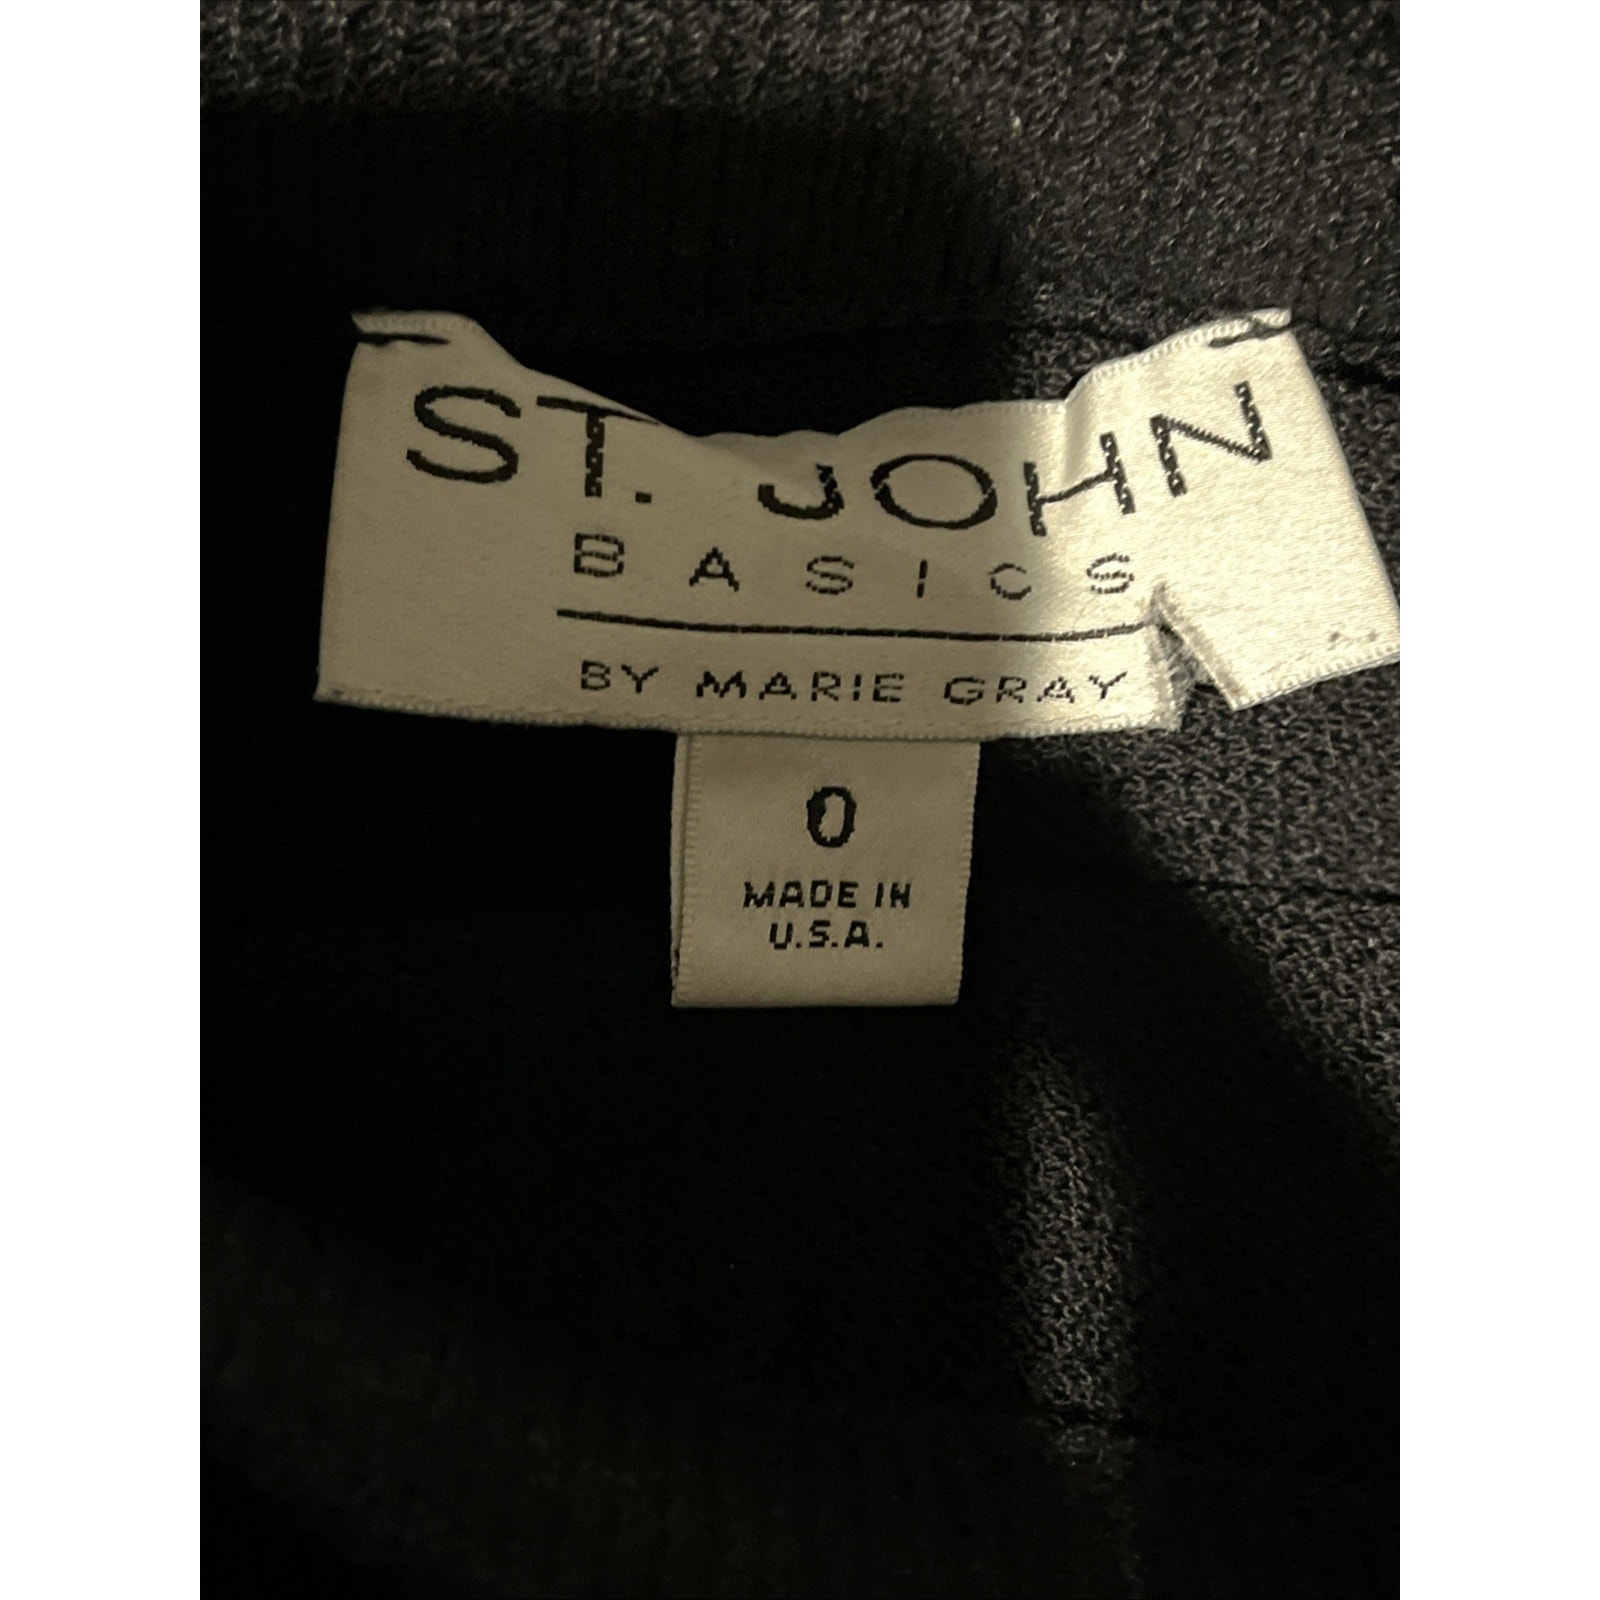 ST. JOHN
BASICS
BY MARIE GRAY
0
MADE IN
U.S.A.